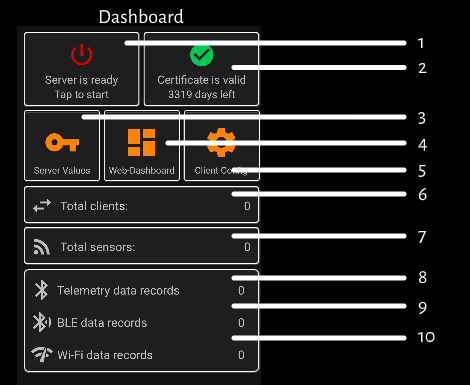 Dashboard
Server is ready
Tap to start
Certificate is valid
3319 days left
Server Values
Web-Dashboard
Client Config
Total clients: 0
Total sensors: 0
Telemetry data records 0
BLE data records 0
Wi-Fi data records 0
1
2
3
4
5
6
7
8
9
10